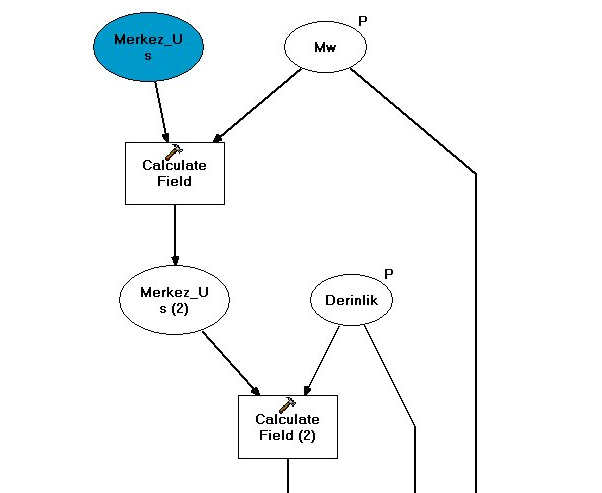 Merkez_U
s
P
Mw
Calculate
Field
Merkez_U
s (2)
P
Derinlik
Calculate
Field (2)